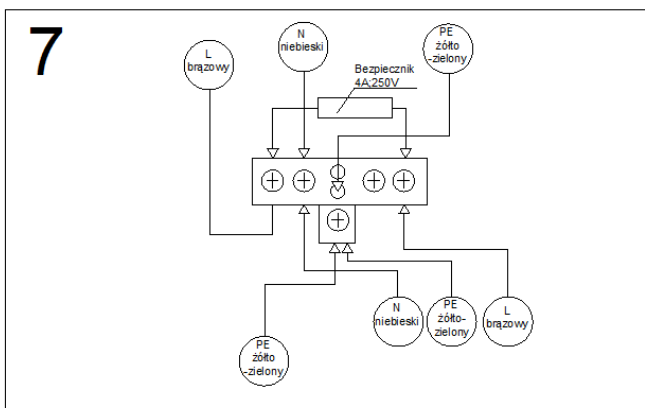 7
L
brązowy
N
niebieski
PE
żółto
-zielony
Bezpiecznik
4A;250V
PE
żółto
-zielony
N
niebieski
PE
żółto-
zielony
L
brązowy